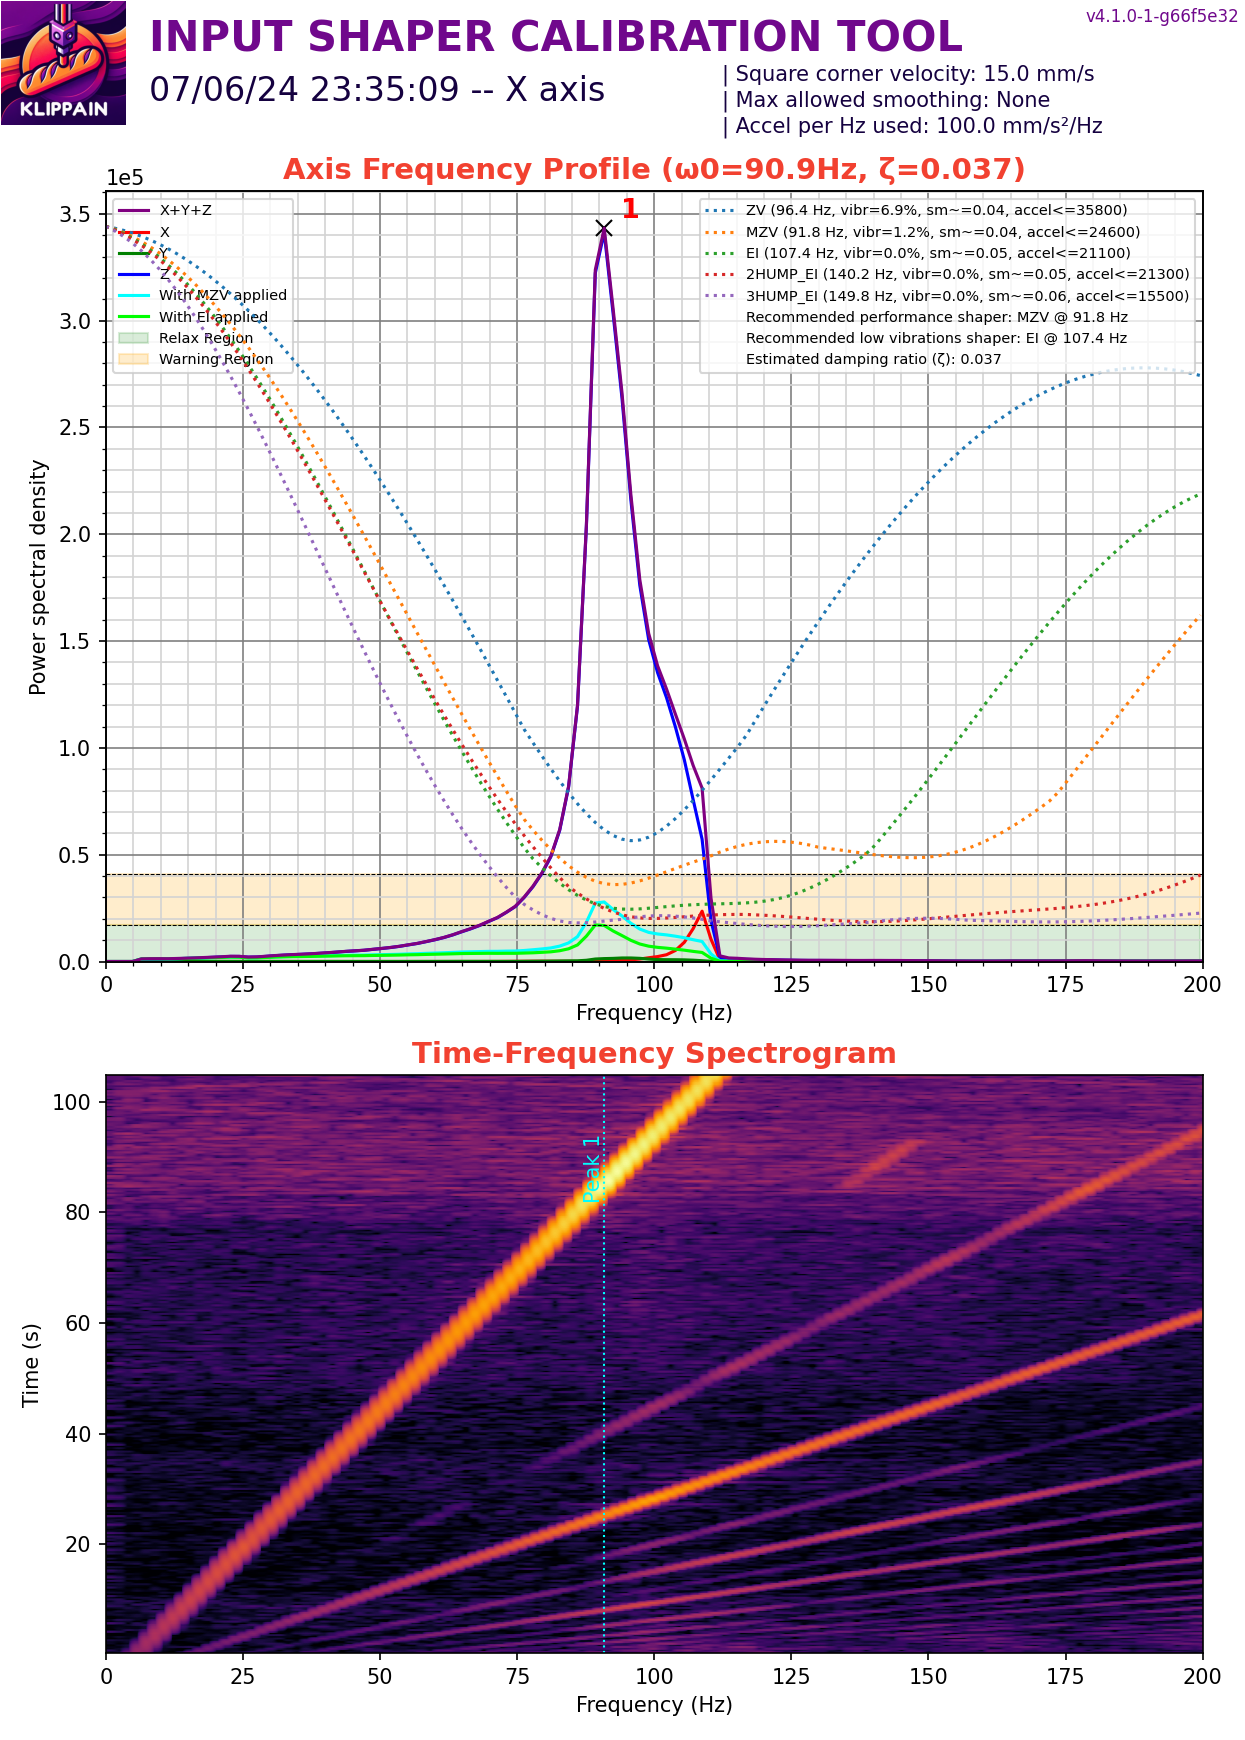 v4.1.0-1-g66f5e32
KLIPPAIN
INPUT SHAPER CALIBRATION TOOL
07/06/24 23:35:09 -- X axis
| Square corner velocity: 15.0 mm/s
| Max allowed smoothing: None
| Accel per Hz used: 100.0 mm/s²/Hz
Axis Frequency Profile (ω0=90.9Hz, ζ=0.037)
1e5
1
X+Y+Z
X
Y
Z
With MZV applied
With EI applied
Relax Region
Warning Region
ZV (96.4 Hz, vibr=6.9%, sm~=0.04, accel<=35800)
MZV (91.8 Hz, vibr=1.2%, sm~=0.04, accel<=24600)
EI (107.4 Hz, vibr=0.0%, sm~=0.05, accel<=21100)
2HUMP_EI (140.2 Hz, vibr=0.0%, sm~=0.05, accel<=21300)
3HUMP_EI (149.8 Hz, vibr=0.0%, sm~=0.06, accel<=15500)
Recommended performance shaper: MZV @ 91.8 Hz
Recommended low vibrations shaper: EI @ 107.4 Hz
Estimated damping ratio (ζ): 0.037
Power spectral density
3.5
3.0
2.5
2.0
1.5
1.0
0.5
0.0
0 25 50 75 100 125 150 175 200
Frequency (Hz)
Time-Frequency Spectrogram
Time (s)
100
80
60
40
20
Peak 1
0 25 50 75 100 125 150 175 200
Frequency (Hz)